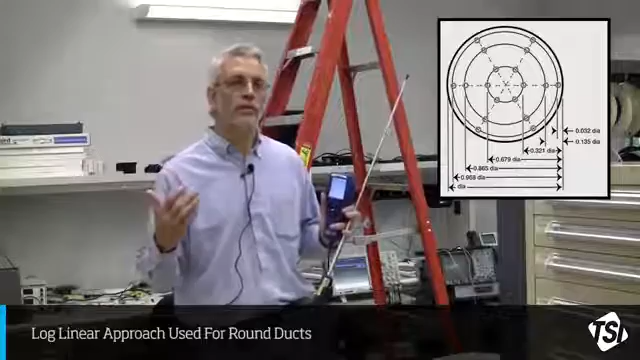 0.032 dia
0.135 dia
0.321 dia
0.679 dia
0.865 dia
0.968 dia
dia
Log Linear Approach Used For Round Ducts
TSI